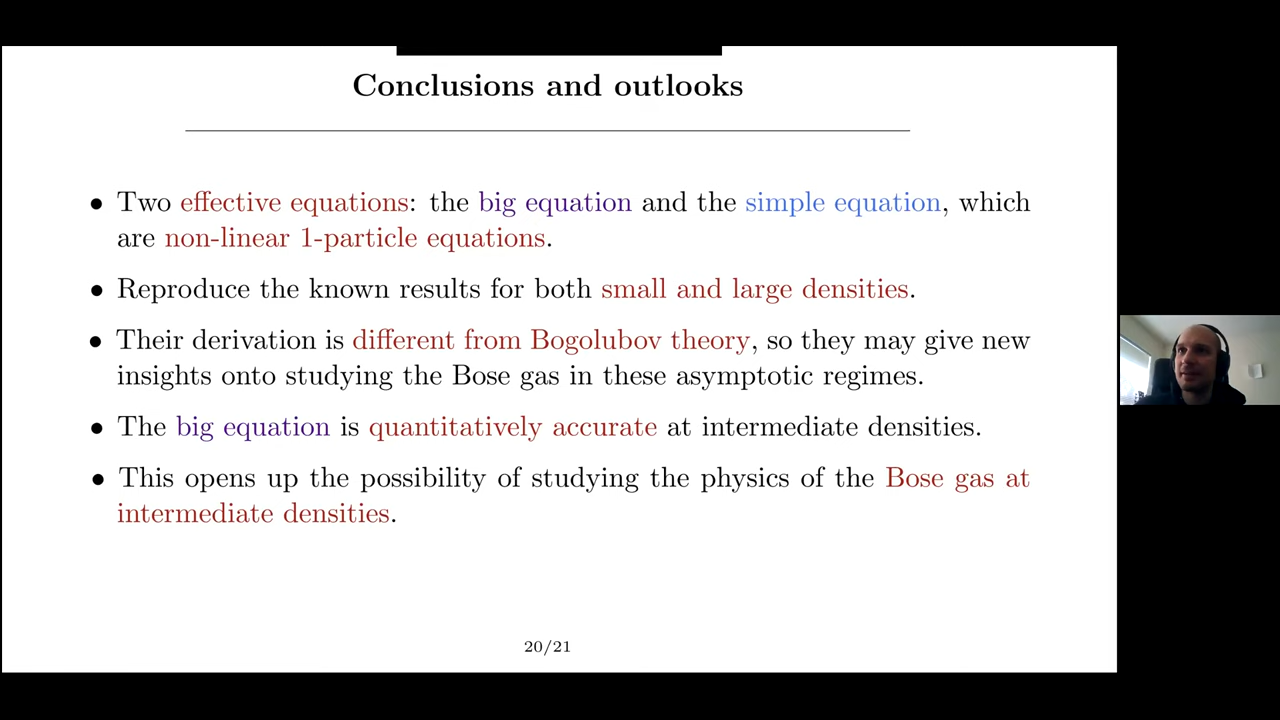 Conclusions and outlooks
• Two effective equations: the big equation and the simple equation, which
are non-linear 1-particle equations.
• Reproduce the known results for both small and large densities.
• Their derivation is different from Bogolubov theory, so they may give new
insights onto studying the Bose gas in these asymptotic regimes.
• The big equation is quantitatively accurate at intermediate densities.
• This opens up the possibility of studying the physics of the Bose gas at
intermediate densities.
20/21